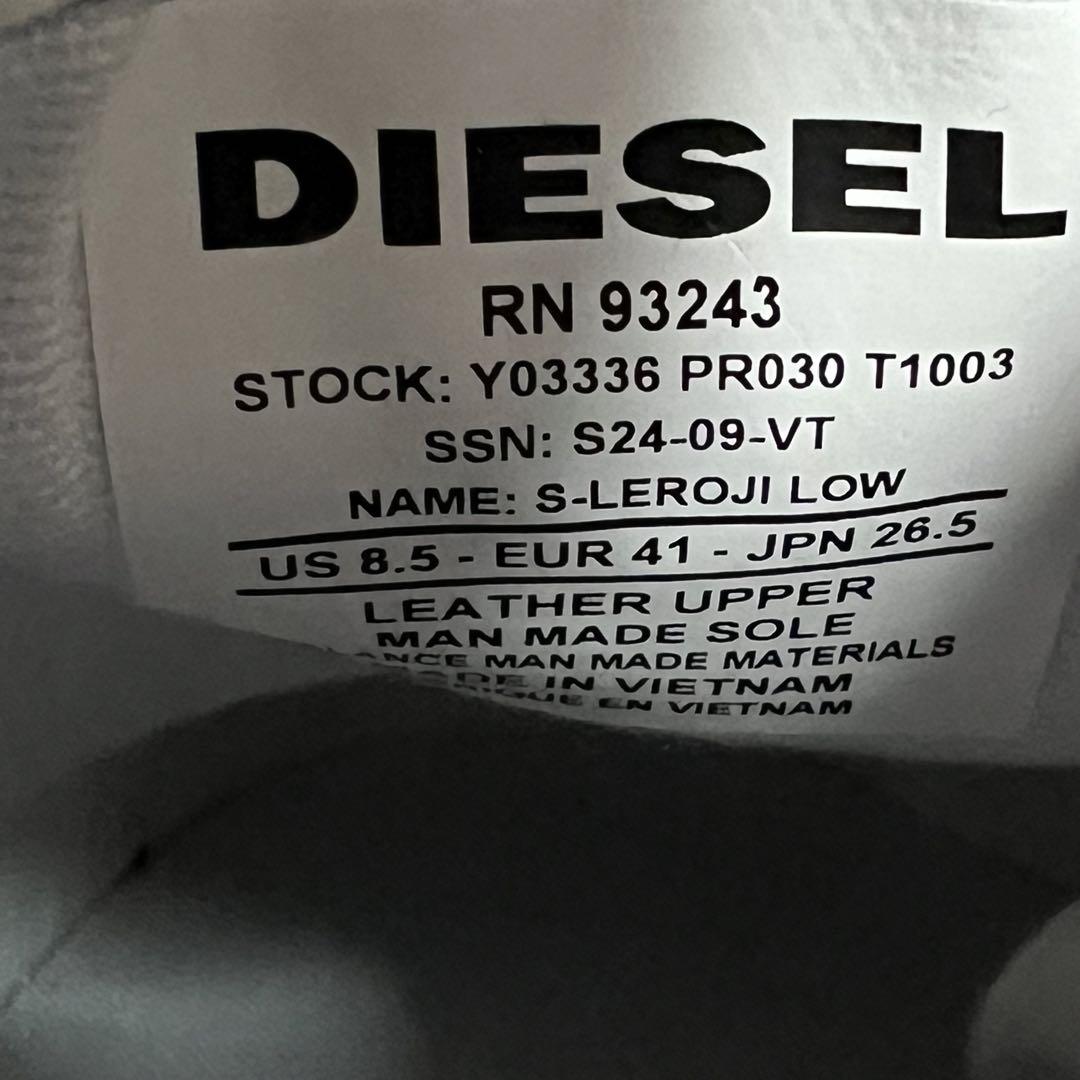 DIESEL
RN 93243
STOCK: Y03336 PR030 T1003
SSN: S24-09-VT
NAME: S-LEROJI LOW
US 8.5 - EUR 41 - JPN 26.5
LEATHER UPPER
MAN MADE SOLE
MAN MADE MATERIALS
IN VIETNAM
EN VIETNAM